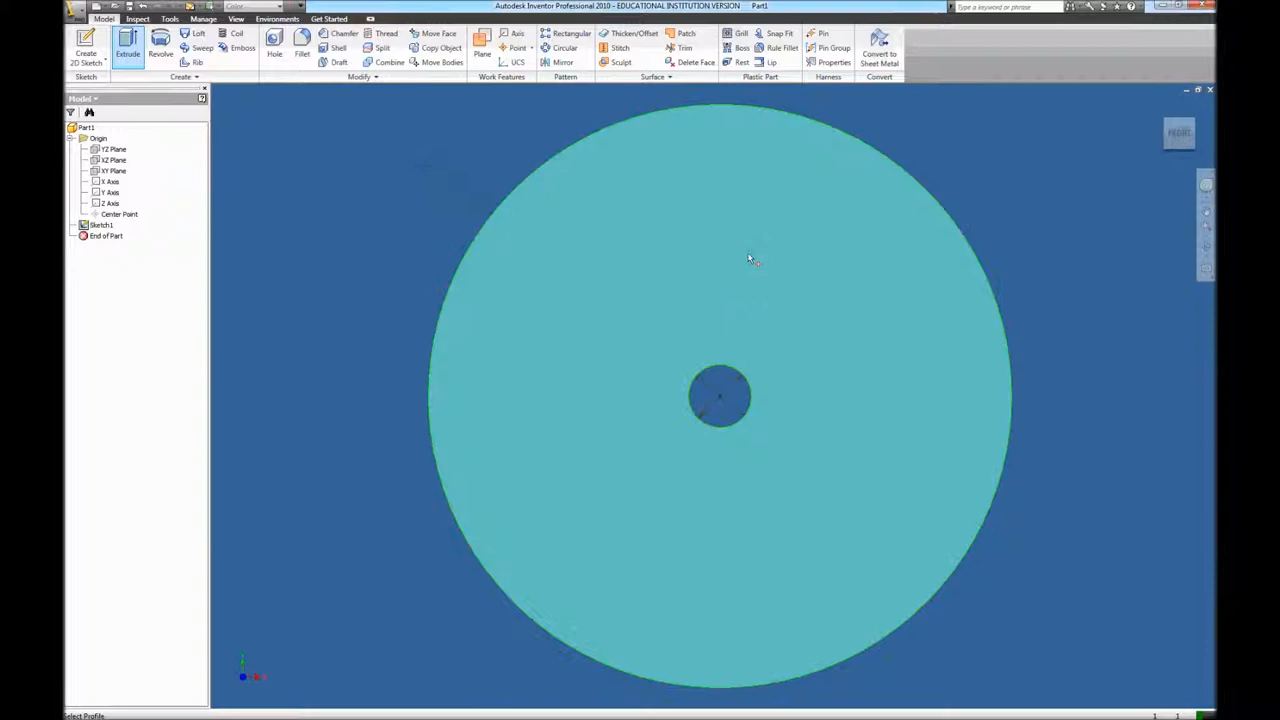 Color
Autodesk Inventor Professional 2010 - EDUCATIONAL INSTITUTION VERSION Part1
Type a keyword or phrase
Model Inspect Tools Manage View Environments Get Started
Create 2D Sketch
Extrude
Revolve
Loft
Sweep
Rib
Coil
Emboss
Hole
Fillet
Chamfer
Shell
Draft
Thread
Split
Combine
Move Face
Copy Object
Move Bodies
Plane
Axis
Point
UCS
Rectangular
Circular
Mirror
Thicken/Offset
Stitch
Sculpt
Patch
Trim
Delete Face
Grill
Boss
Rest
Snap Fit
Rule Fillet
Lip
Pin
Pin Group
Properties
Convert to Sheet Metal
Sketch Create Modify Work Features Pattern Surface Plastic Part Harness Convert
Model
Part1
Origin
YZ Plane
XZ Plane
XY Plane
X Axis
Y Axis
Z Axis
Center Point
Sketch1
End of Part
FRONT
Select Profile
1 1